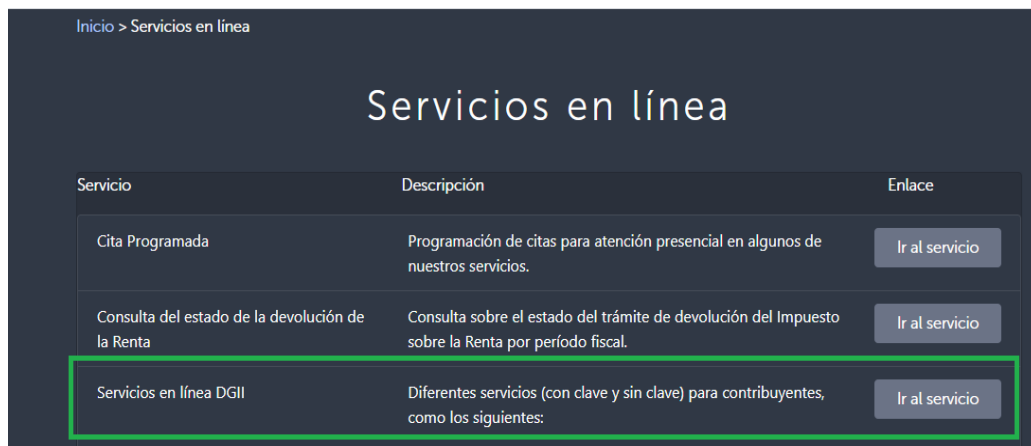 Inicio > Servicios en línea
Servicios en línea
Servicio Descripción Enlace
Cita Programada Programación de citas para atención presencial en algunos de Ir al servicio
nuestros servicios.
Consulta del estado de la devolución de Consulta sobre el estado del trámite de devolución del Impuesto Ir al servicio
la Renta sobre la Renta por período fiscal.
Servicios en línea DGII Diferentes servicios (con clave y sin clave) para contribuyentes, Ir al servicio
como los siguientes: